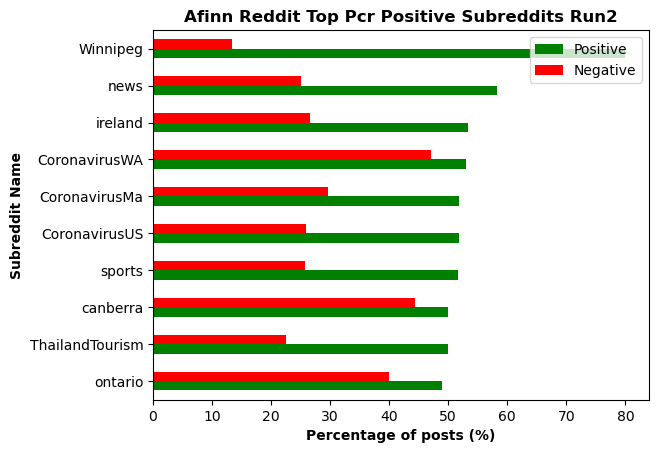 Afinn Reddit Top Pcr Positive Subreddits Run2
Winnipeg
news
ireland
CoronavirusWA
CoronavirusMa
CoronavirusUS
sports
canberra
ThailandTourism
ontario
Subreddit Name
Positive
Negative
0 10 20 30 40 50 60 70 80
Percentage of posts (%)